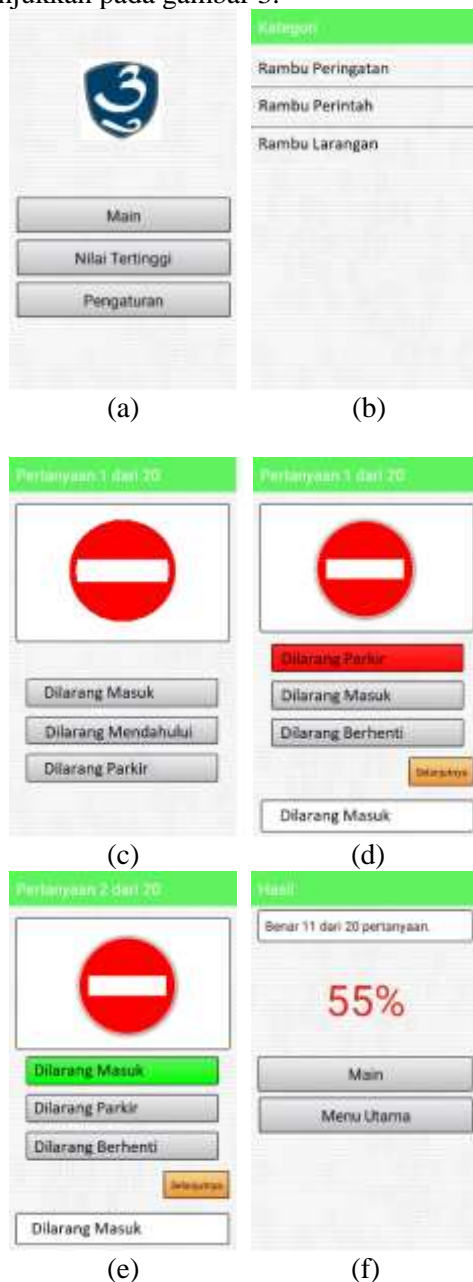 njukkan pada gambar 3.
Kategori
Rambu Peringatan
Rambu Perintah
Rambu Larangan
Main
Nilai Tertinggi
Pengaturan
(a) (b)
Pertanyaan 1 dari 20
Dilarang Masuk
Dilarang Mendahului
Dilarang Parkir
Pertanyaan 1 dari 20
Dilarang Parkir
Dilarang Masuk
Dilarang Berhenti
Selanjutnya
Dilarang Masuk
(c) (d)
Pertanyaan 2 dari 20
Dilarang Masuk
Dilarang Parkir
Dilarang Berhenti
Selanjutnya
Dilarang Masuk
Hasil
Benar 11 dari 20 pertanyaan.
55%
Main
Menu Utama
(e) (f)